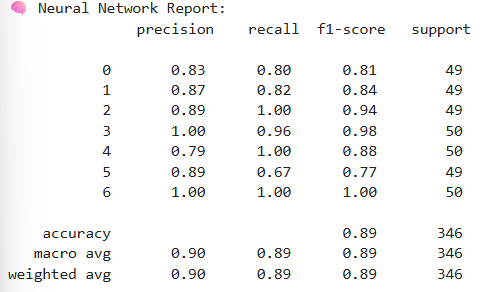 🧠 Neural Network Report:
precision recall f1-score support
0 0.83 0.80 0.81 49
1 0.87 0.82 0.84 49
2 0.89 1.00 0.94 49
3 1.00 0.96 0.98 50
4 0.79 1.00 0.88 50
5 0.89 0.67 0.77 49
6 1.00 1.00 1.00 50
accuracy 0.89 346
macro avg 0.90 0.89 0.89 346
weighted avg 0.90 0.89 0.89 346